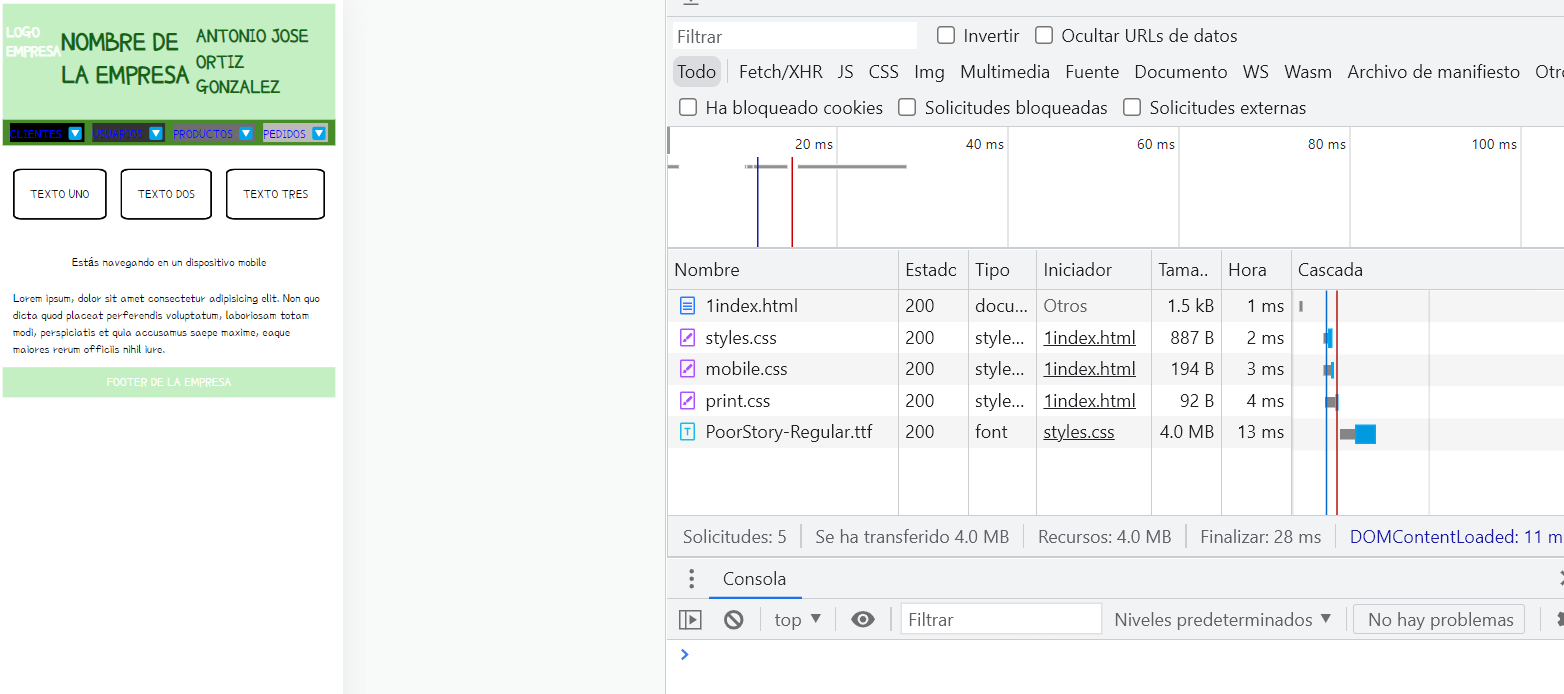 LOGO EMPRESA
NOMBRE DE LA EMPRESA
ANTONIO JOSE ORTIZ GONZALEZ
CLIENTES
USUARIOS
PRODUCTOS
PEDIDOS
TEXTO UNO
TEXTO DOS
TEXTO TRES
Estás navegando en un dispositivo mobile
Lorem ipsum, dolor sit amet consectetur adipisicing elit. Non quo
dicta quod placeat perferendis voluptatum, laboriosam totam
modi, perspiciatis et quia accusamus saepe maxime, eaque
maiores rerum officiis nihil iure.
FOOTER DE LA EMPRESA
Filtrar
Invertir
Ocultar URLs de datos
Todo Fetch/XHR JS CSS Img Multimedia Fuente Documento WS Wasm Archivo de manifiesto Otro
Ha bloqueado cookies
Solicitudes bloqueadas
Solicitudes externas
20 ms 40 ms 60 ms 80 ms 100 ms
Nombre Estadc Tipo Iniciador Tama.. Hora Cascada
1index.html 200 docu... Otros 1.5 kB 1 ms
styles.css 200 style... 1index.html 887 B 2 ms
mobile.css 200 style... 1index.html 194 B 3 ms
print.css 200 style... 1index.html 92 B 4 ms
PoorStory-Regular.ttf 200 font styles.css 4.0 MB 13 ms
Solicitudes: 5 Se ha transferido 4.0 MB Recursos: 4.0 MB Finalizar: 28 ms DOMContentLoaded: 11 m
Consola
top Filtrar Niveles predeterminados No hay problemas